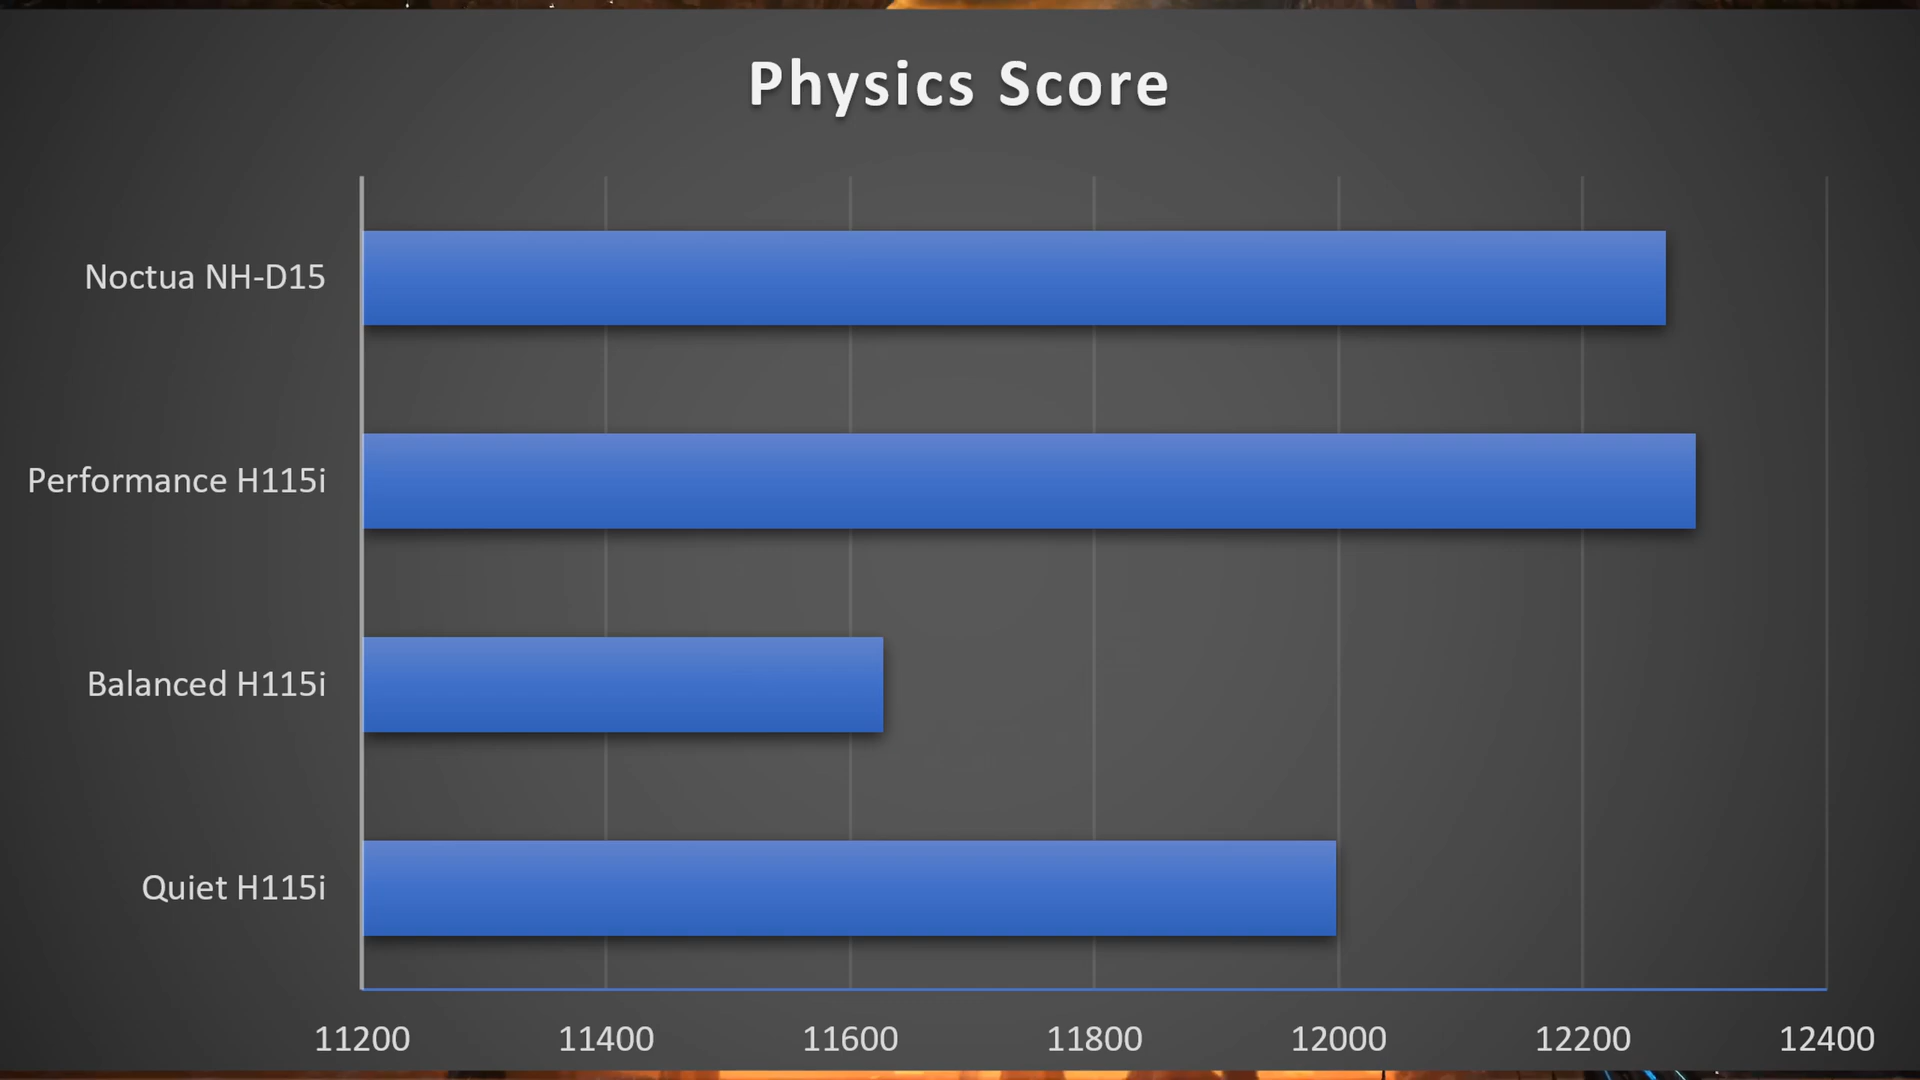 Physics Score
Noctua NH-D15
Performance H115i
Balanced H115i
Quiet H115i
11200 11400 11600 11800 12000 12200 12400